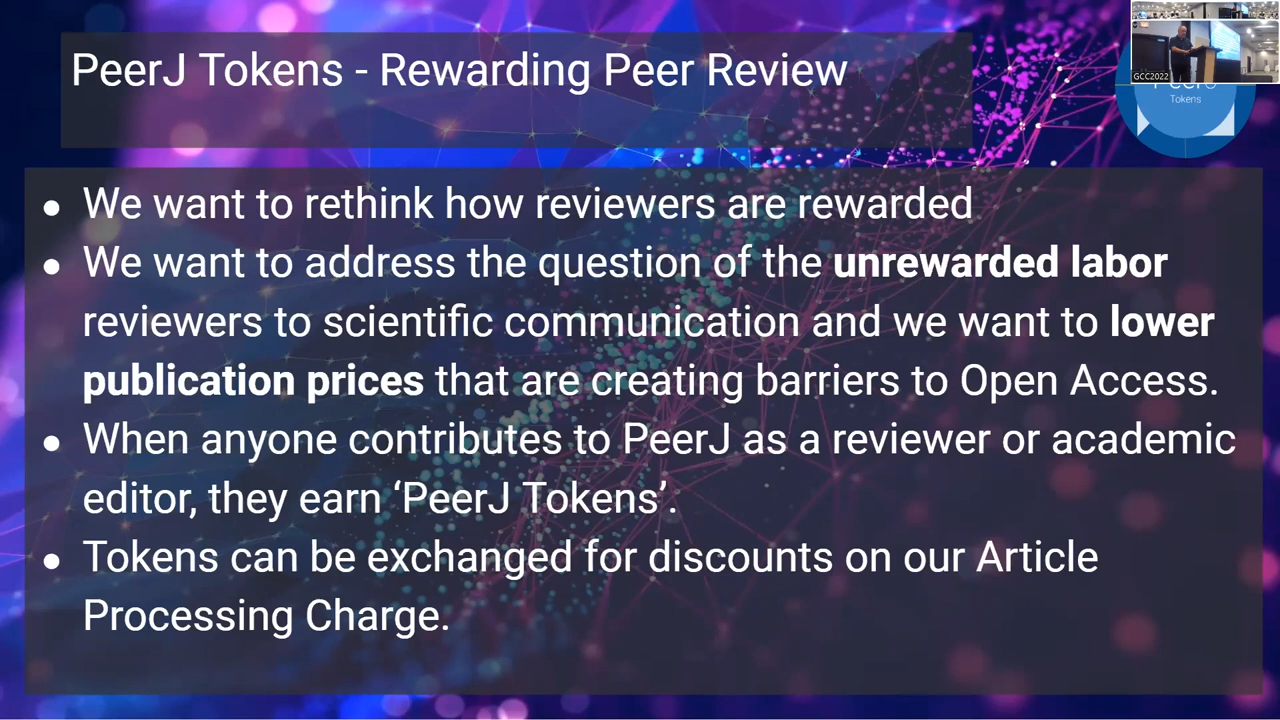 PeerJ Tokens - Rewarding Peer Review
GCC2022
Tokens
● We want to rethink how reviewers are rewarded
● We want to address the question of the unrewarded labor
reviewers to scientific communication and we want to lower
publication prices that are creating barriers to Open Access.
● When anyone contributes to PeerJ as a reviewer or academic
editor, they earn ‘PeerJ Tokens’.
● Tokens can be exchanged for discounts on our Article
Processing Charge.